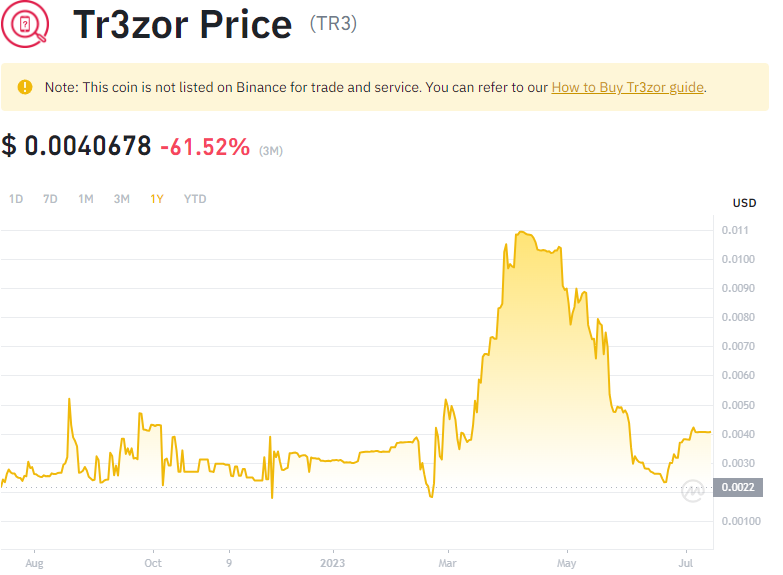 Tr3zor Price (TR3)
Note: This coin is not listed on Binance for trade and service. You can refer to our How to Buy Tr3zor guide.
$ 0.0040678 -61.52% (3M)
1D 7D 1M 3M 1Y YTD
USD
0.011
0.0100
0.0090
0.0080
0.0070
0.0060
0.0050
0.0040
0.0030
0.0022
0.00100
Aug Oct 9 2023 Mar May Jul